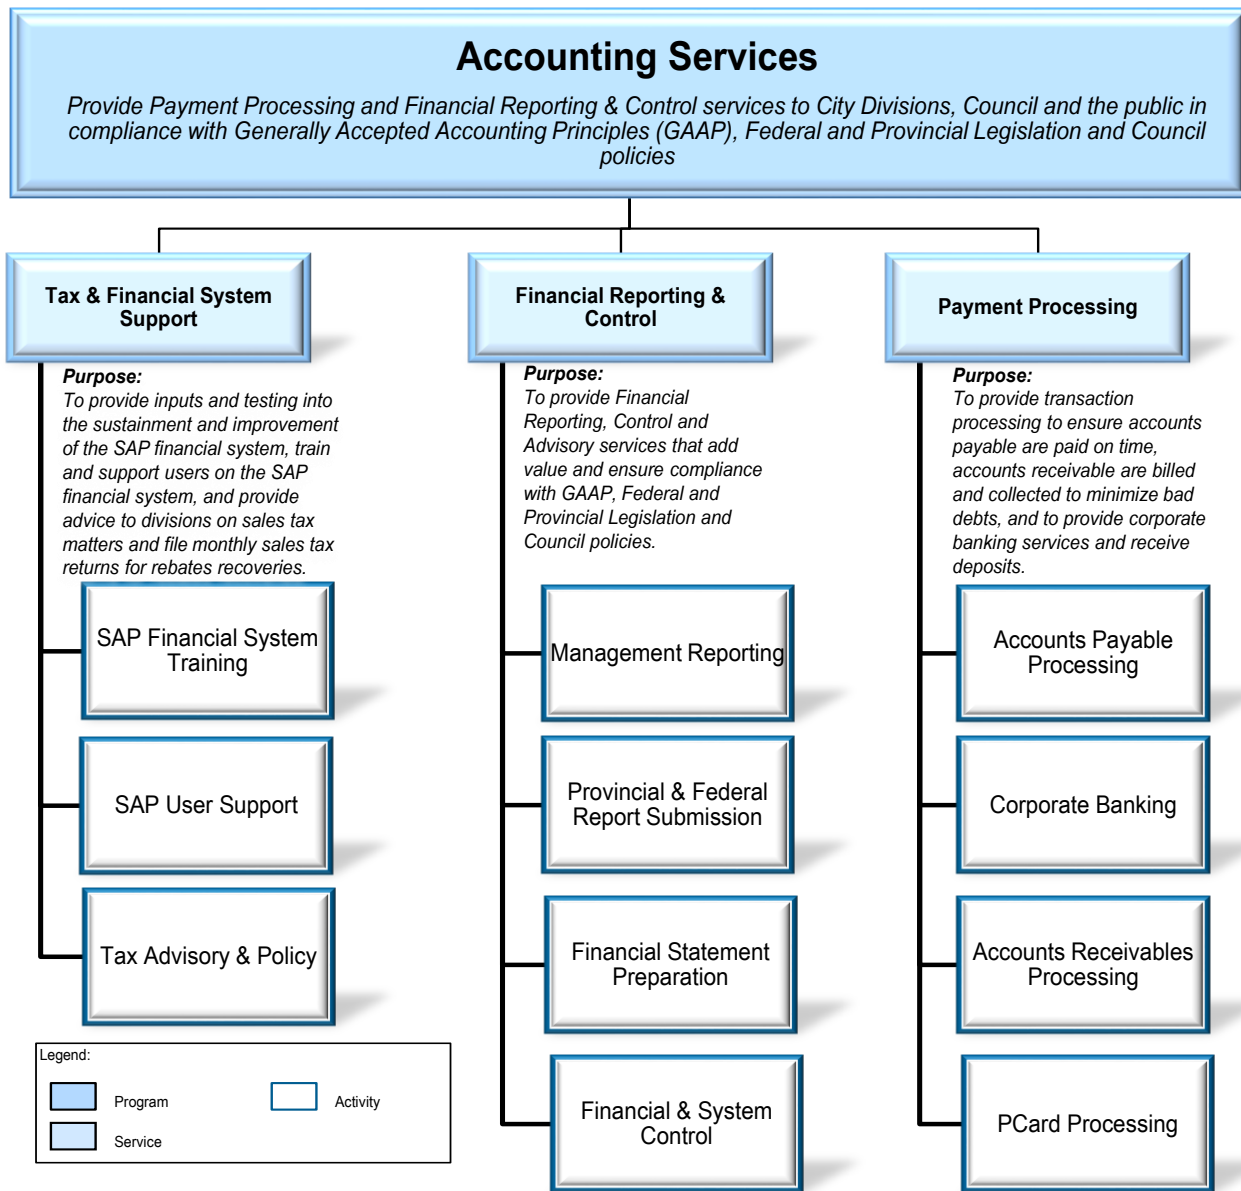 Accounting Services
Provide Payment Processing and Financial Reporting & Control services to City Divisions, Council and the public in
compliance with Generally Accepted Accounting Principles (GAAP), Federal and Provincial Legislation and Council
policies
Tax & Financial System
Support
Purpose:
To provide inputs and testing into
the sustainment and improvement
of the SAP financial system, train
and support users on the SAP
financial system, and provide
advice to divisions on sales tax
matters and file monthly sales tax
returns for rebates recoveries.
SAP Financial System
Training
SAP User Support
Tax Advisory & Policy
Financial Reporting &
Control
Purpose:
To provide Financial
Reporting, Control and
Advisory services that add
value and ensure compliance
with GAAP, Federal and
Provincial Legislation and
Council policies.
Management Reporting
Provincial & Federal
Report Submission
Financial Statement
Preparation
Financial & System
Control
Payment Processing
Purpose:
To provide transaction
processing to ensure accounts
payable are paid on time,
accounts receivable are billed
and collected to minimize bad
debts, and to provide corporate
banking services and receive
deposits.
Accounts Payable
Processing
Corporate Banking
Accounts Receivables
Processing
PCard Processing
Legend:
Program
Activity
Service